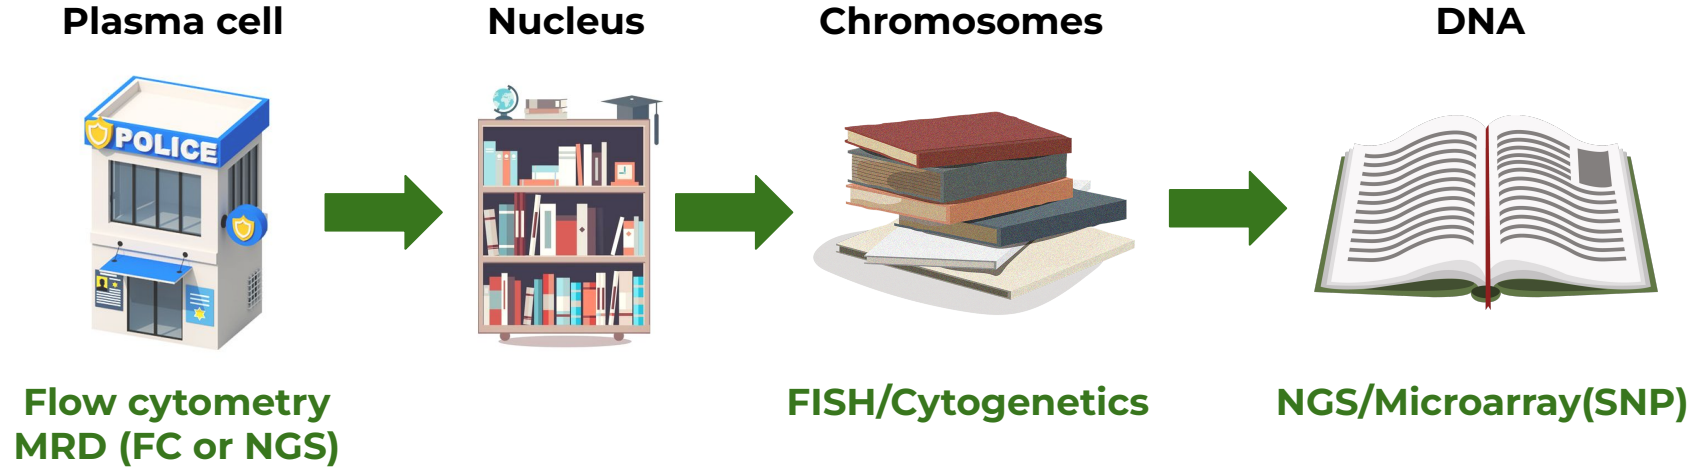 Plasma cell
Nucleus
Chromosomes
DNA
POLICE
Flow cytometry
MRD (FC or NGS)
FISH/Cytogenetics
NGS/Microarray(SNP)